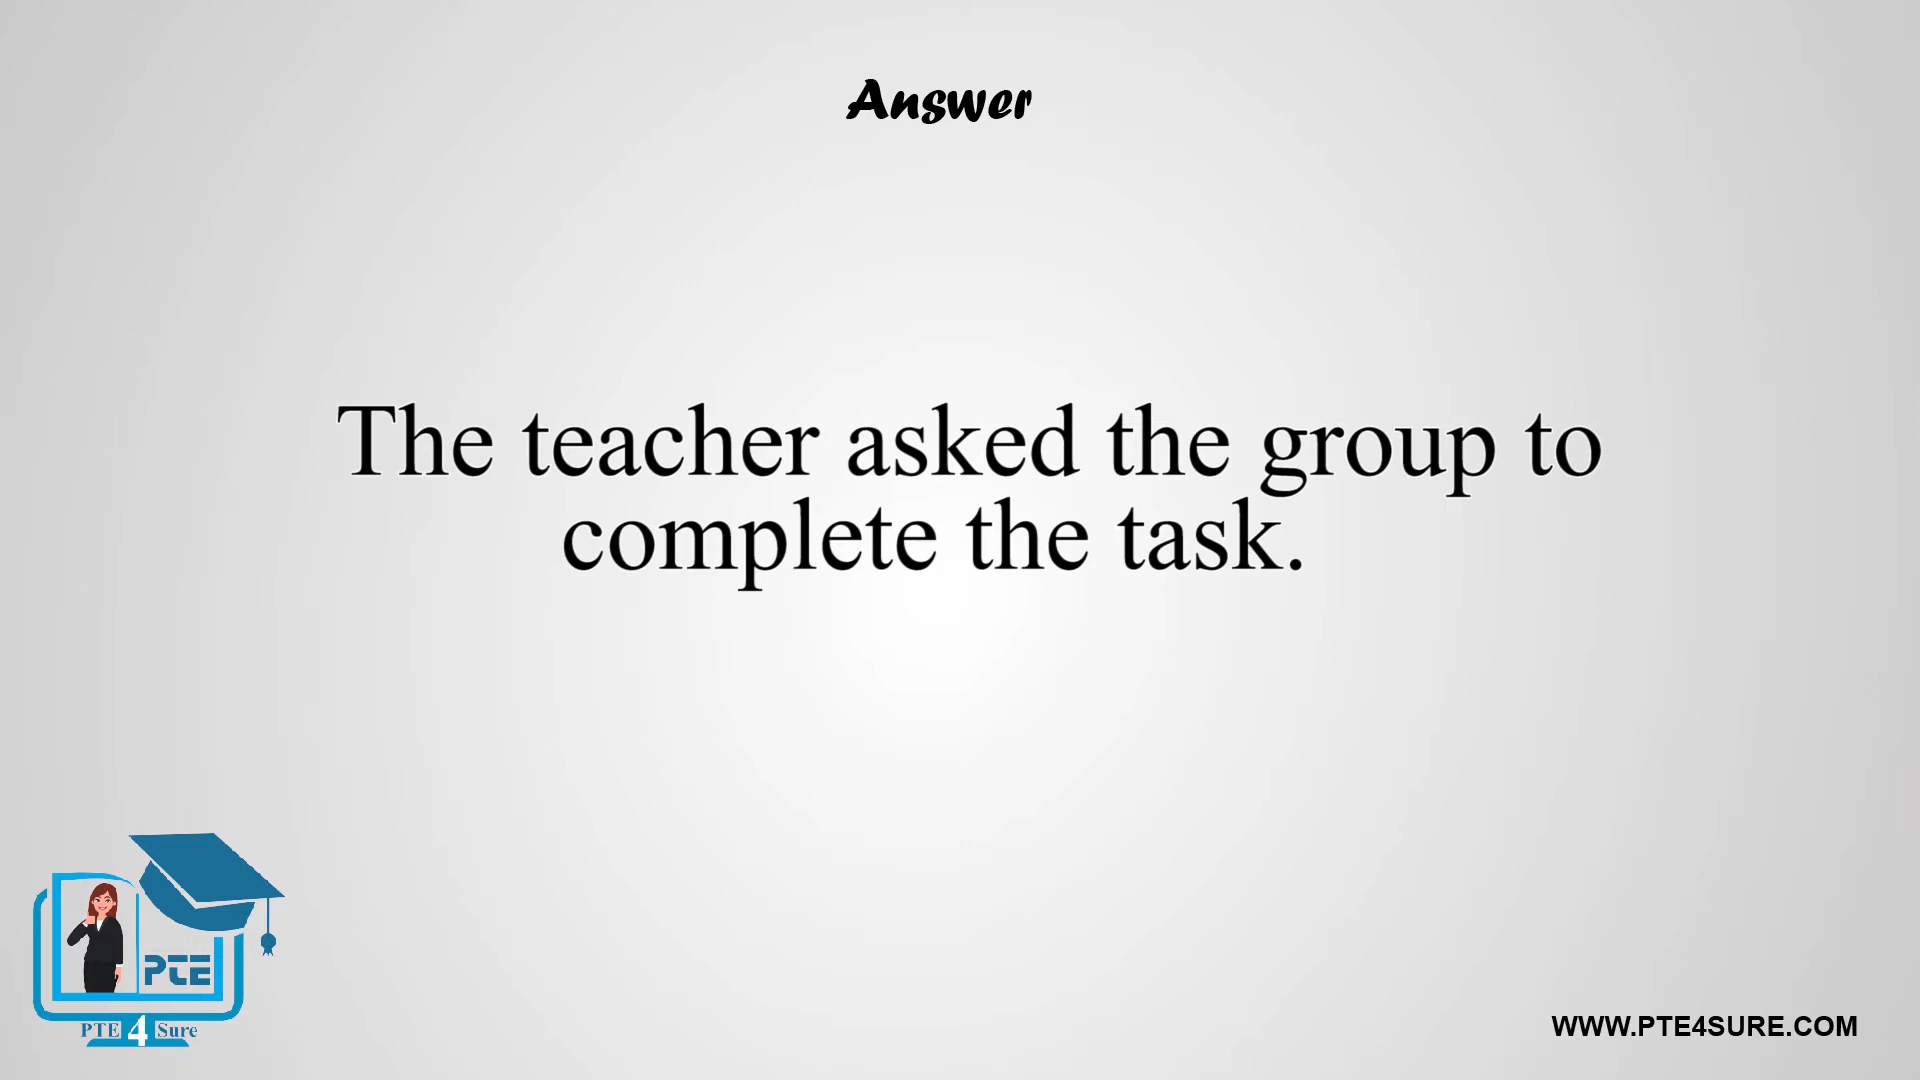 Answer
The teacher asked the group to
complete the task.
PTE
PTE 4 Sure
WWW.PTE4SURE.COM